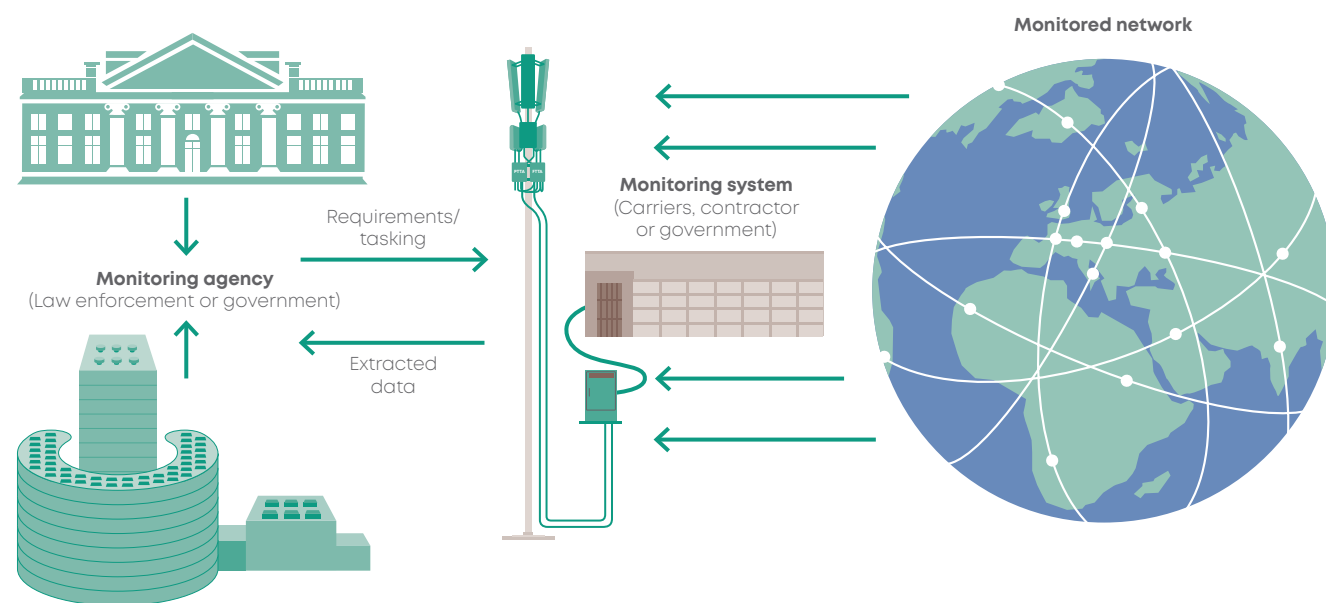 Monitored network
Monitoring system
(Carriers, contractor
or government)
Requirements/
tasking
Monitoring agency
(Law enforcement or government)
Extracted
data